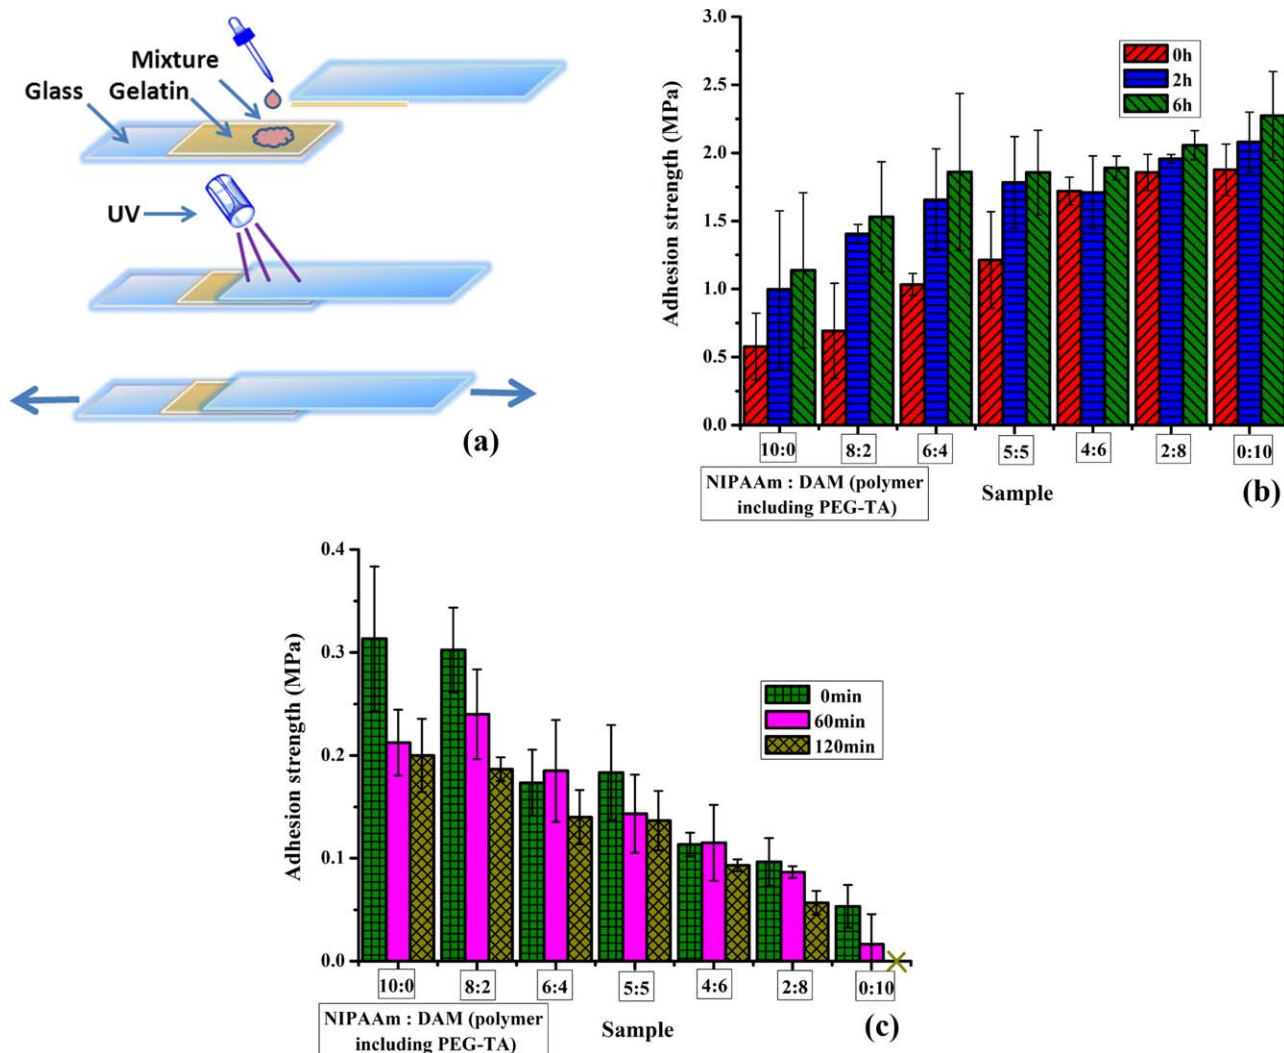 Mixture
Glass
Gelatin
UV
(a)
3.0
2.5
2.0
1.5
1.0
0.5
0.0
Adhesion strength (MPa)
0h
2h
6h
10:0
8:2
6:4
5:5
4:6
2:8
0:10
NIPAAm : DAM (polymer
including PEG-TA)
Sample
(b)
0.4
0.3
0.2
0.1
0.0
Adhesion strength (MPa)
0min
60min
120min
10:0
8:2
6:4
5:5
4:6
2:8
0:10
NIPAAm : DAM (polymer
including PEG-TA)
Sample
(c)